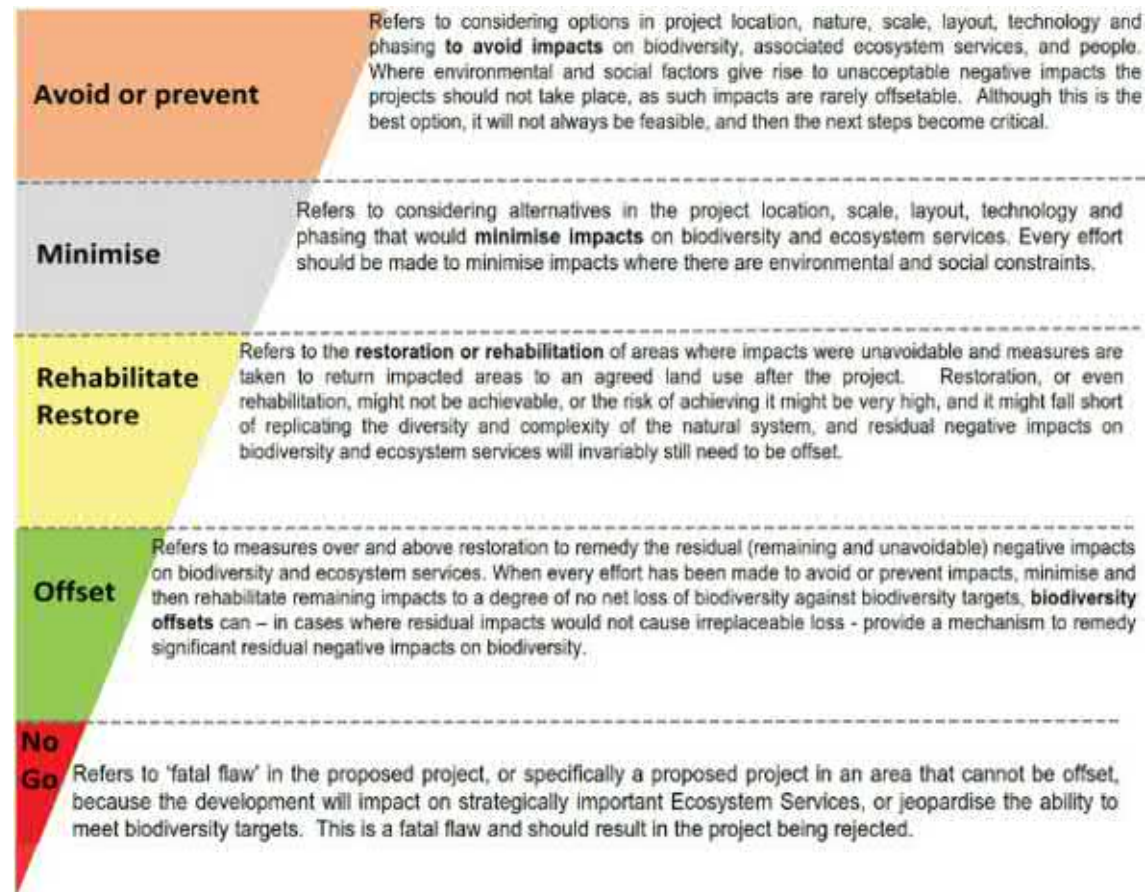 Avoid or prevent
Refers to considering options in project location, nature, scale, layout, technology and
phasing to avoid impacts on biodiversity, associated ecosystem services, and people.
Where environmental and social factors give rise to unacceptable negative impacts the
projects should not take place, as such impacts are rarely offsetable. Although this is the
best option, it will not always be feasible, and then the next steps become critical.
Minimise
Refers to considering alternatives in the project location, scale, layout, technology and
phasing that would minimise impacts on biodiversity and ecosystem services. Every effort
should be made to minimise impacts where there are environmental and social constraints.
Rehabilitate
Restore
Refers to the restoration or rehabilitation of areas where impacts were unavoidable and measures are
taken to return impacted areas to an agreed land use after the project. Restoration, or even
rehabilitation, might not be achievable, or the risk of achieving it might be very high, and it might fall short
of replicating the diversity and complexity of the natural system, and residual negative impacts on
biodiversity and ecosystem services will invariably still need to be offset.
Offset
Refers to measures over and above restoration to remedy the residual (remaining and unavoidable) negative impacts
on biodiversity and ecosystem services. When every effort has been made to avoid or prevent impacts, minimise and
then rehabilitate remaining impacts to a degree of no net loss of biodiversity against biodiversity targets, biodiversity
offsets can – in cases where residual impacts would not cause irreplaceable loss - provide a mechanism to remedy
significant residual negative impacts on biodiversity.
No
Go
Refers to 'fatal flaw' in the proposed project, or specifically a proposed project in an area that cannot be offset,
because the development will impact on strategically important Ecosystem Services, or jeopardise the ability to
meet biodiversity targets. This is a fatal flaw and should result in the project being rejected.